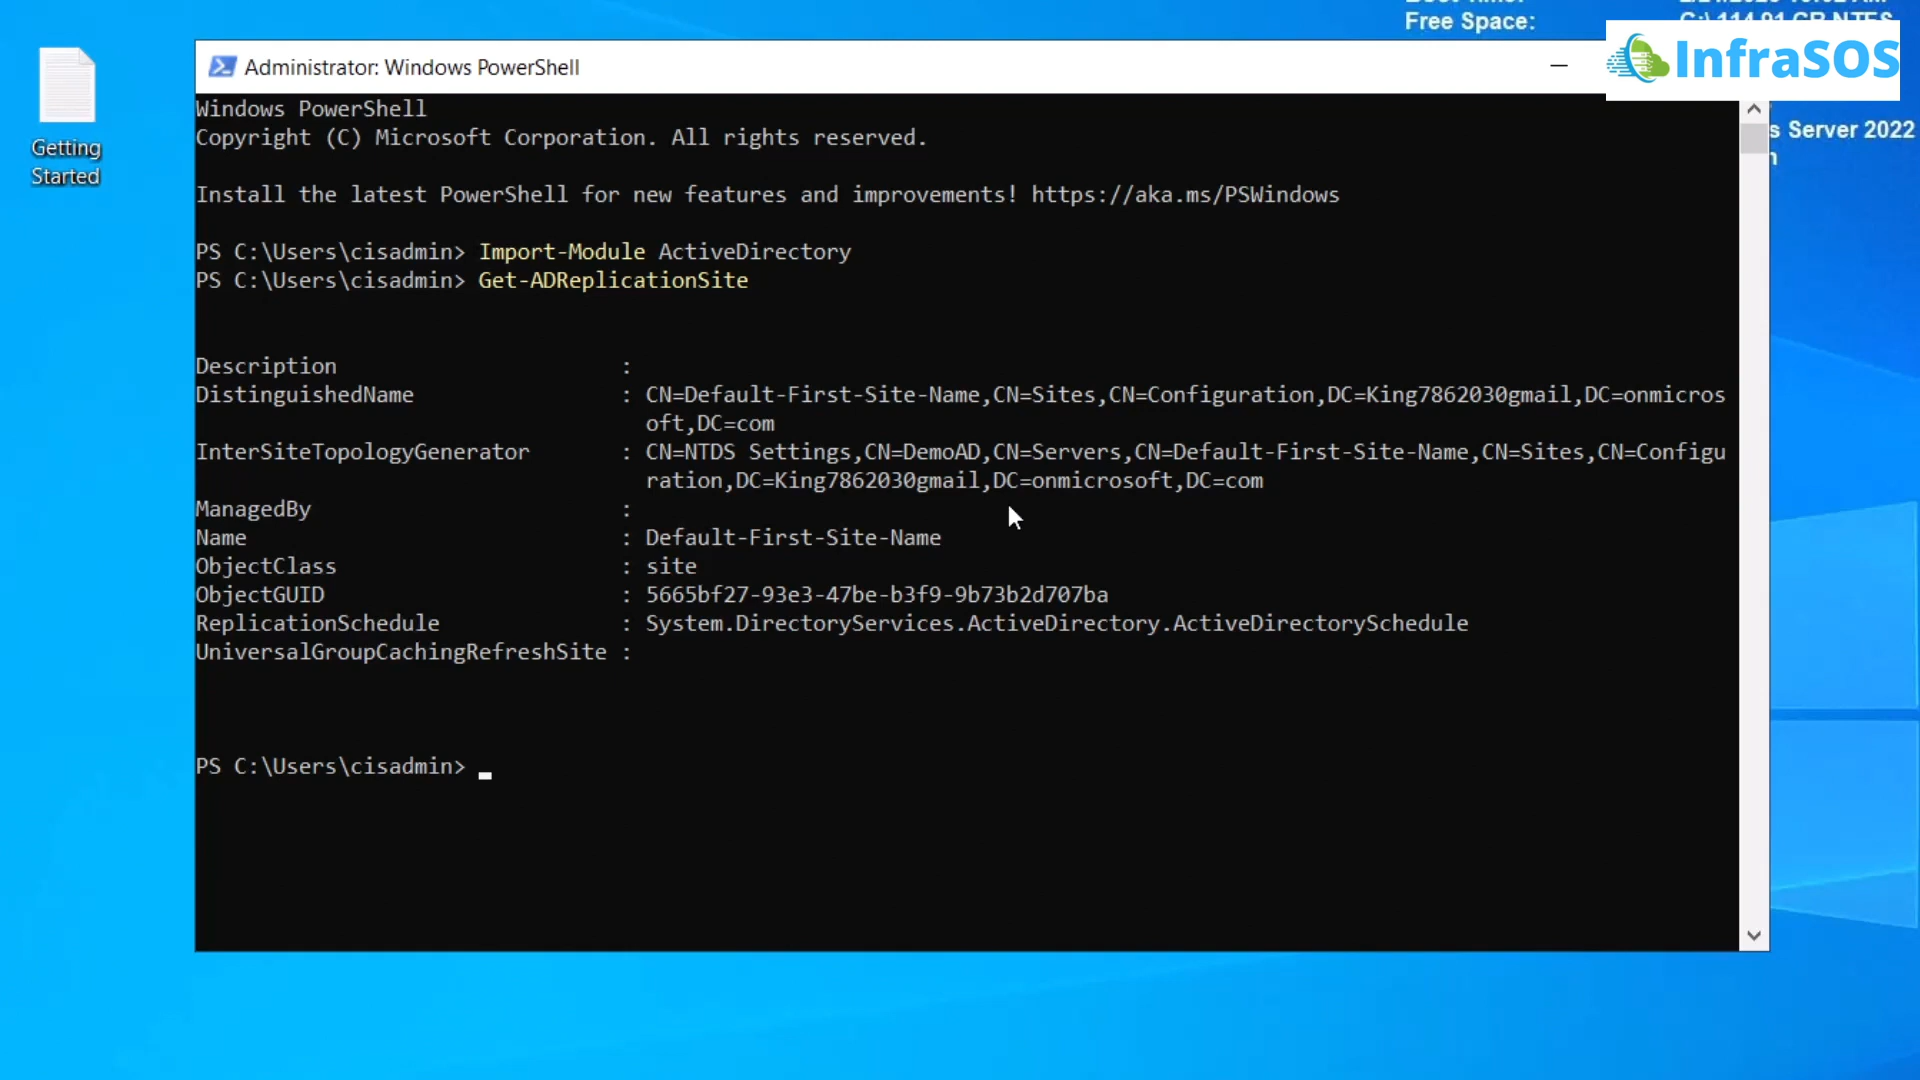 Free Space:
InfraSOS
Getting
Started
Administrator: Windows PowerShell
s Server 2022
Windows PowerShell
Copyright (C) Microsoft Corporation. All rights reserved.
Install the latest PowerShell for new features and improvements! https://aka.ms/PSWindows
PS C:\Users\cisadmin> Import-Module ActiveDirectory
PS C:\Users\cisadmin> Get-ADReplicationSite
Description :
DistinguishedName : CN=Default-First-Site-Name,CN=Sites,CN=Configuration,DC=King7862030gmail,DC=onmicros
oft,DC=com
InterSiteTopologyGenerator : CN=NTDS Settings,CN=DemoAD,CN=Servers,CN=Default-First-Site-Name,CN=Sites,CN=Configu
ration,DC=King7862030gmail,DC=onmicrosoft,DC=com
ManagedBy :
Name : Default-First-Site-Name
ObjectClass : site
ObjectGUID : 5665bf27-93e3-47be-b3f9-9b73b2d707ba
ReplicationSchedule : System.DirectoryServices.ActiveDirectory.ActiveDirectorySchedule
UniversalGroupCachingRefreshSite :
PS C:\Users\cisadmin>